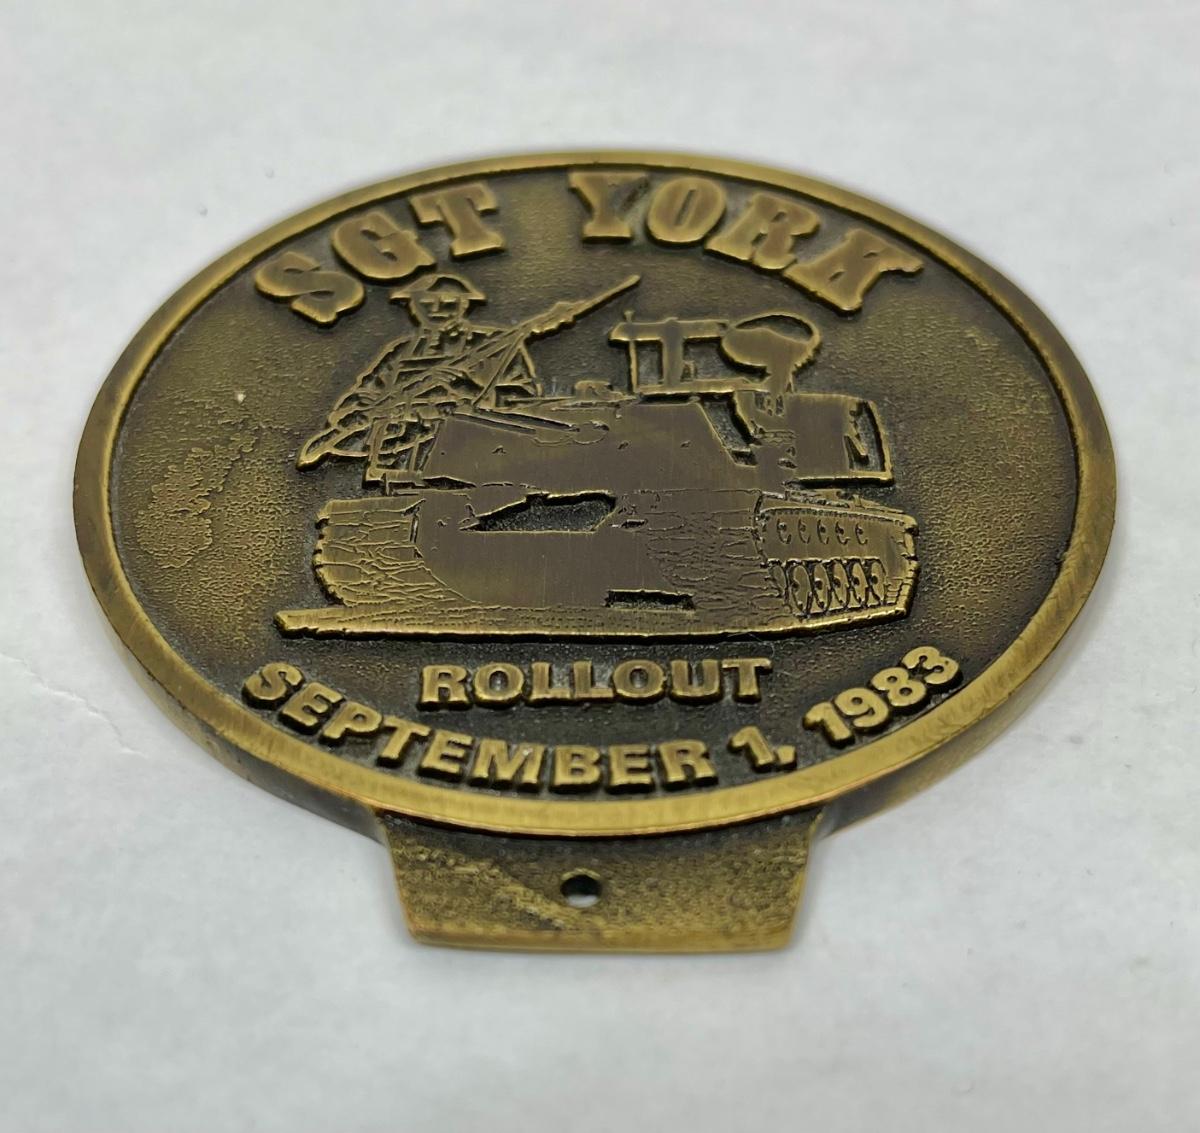 SGT YORK
ROLLOUT
SEPTEMBER 1, 1983